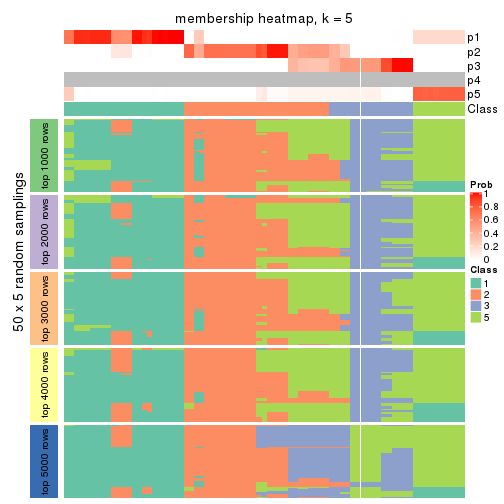 membership heatmap, k = 5
p1
p2
p3
p4
p5
Class
50 x 5 random samplings
top 1000 rows
top 2000 rows
top 3000 rows
top 4000 rows
top 5000 rows
Prob
1
0.8
0.6
0.4
0.2
0
Class
1
2
3
5